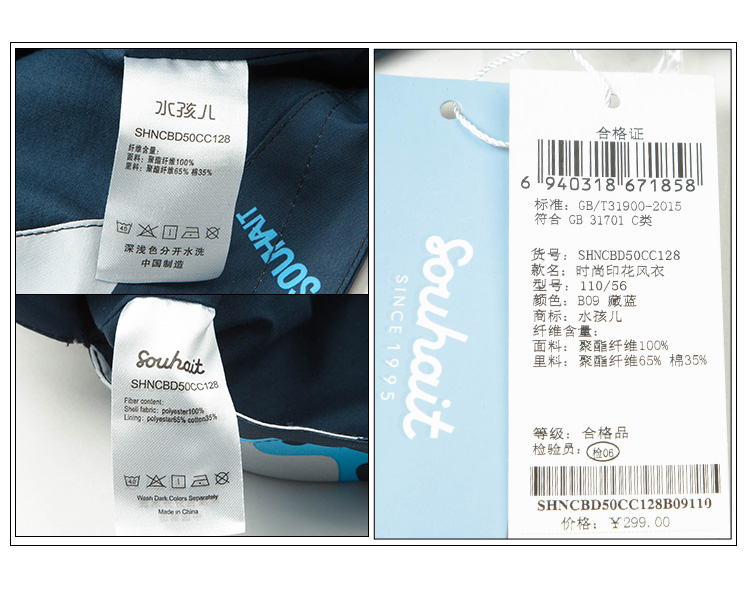 水孩儿
SHNCBD50CC128
纤维含量:
面料: 聚酯纤维100%
里料: 聚酯纤维65% 棉35%
40
深浅色分开水洗
中国制造
SOUHAIT
Souhait
SHNCBD50CC128
Fiber content:
Shell fabric: polyester100%
Lining: polyester65% cotton35%
40
Wash Dark Colors Separately
Made in China
Souhait
SINCE1995
合格证
6 940318 671858
标准: GB/T31900-2015
符合 GB 31701 C类
货号: SHNCBD50CC128
款名: 时尚印花风衣
型号: 110/56
颜色: B09 藏蓝
商标: 水孩儿
纤维含量:
面料: 聚酯纤维100%
里料: 聚酯纤维65% 棉35%
等级: 合格品
检验员: 检06
SHNCBD50CC128B09110
价格: ¥299.00